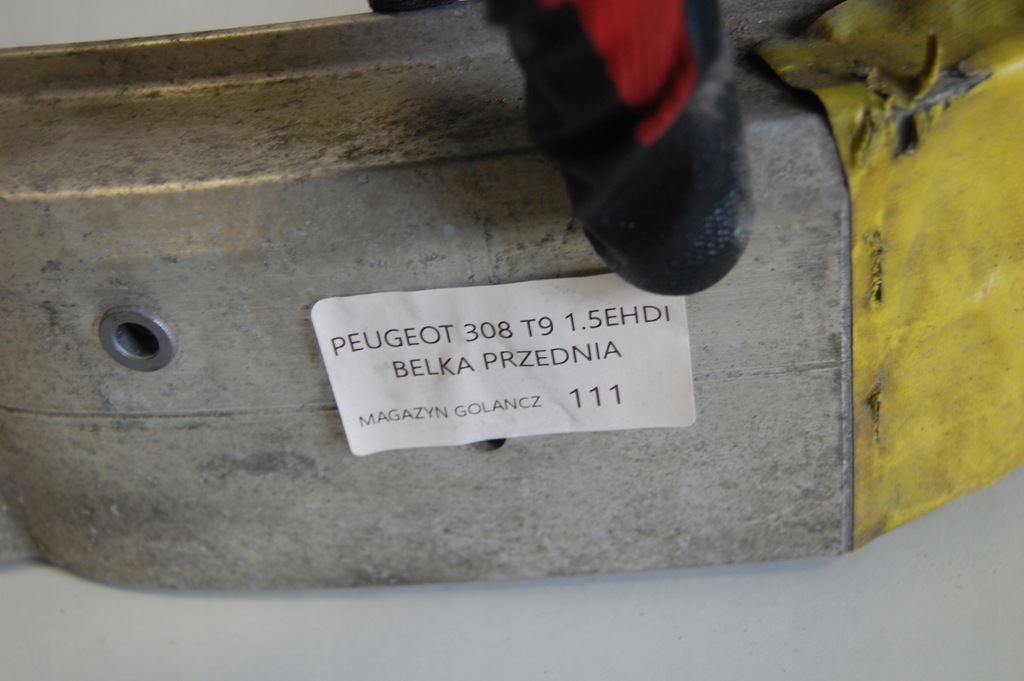 PEUGEOT 308 T9 1.5EHDI
BELKA PRZEDNIA
MAGAZYN GOLANCZ 111